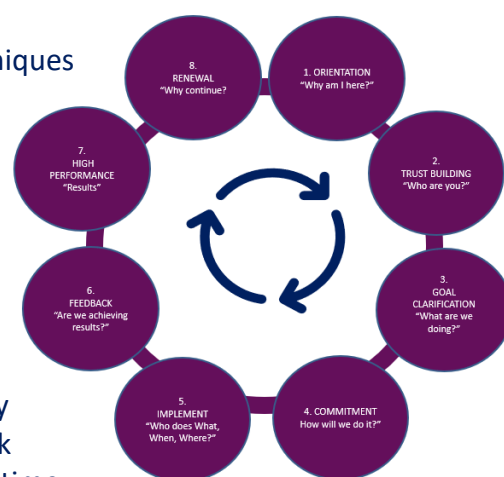 niques
8.
RENEWAL
“Why continue?
1. ORIENTATION
“Why am I here?”
2.
TRUST BUILDING
“Who are you?”
3.
GOAL
CLARIFICATION
“What are we
doing?”
4. COMMITMENT
How will we do it?”
5.
IMPLEMENT
“Who does What,
When, Where?”
6.
FEEDBACK
“Are we achieving
results?”
7.
HIGH
PERFORMANCE
“Results”
y
k
time